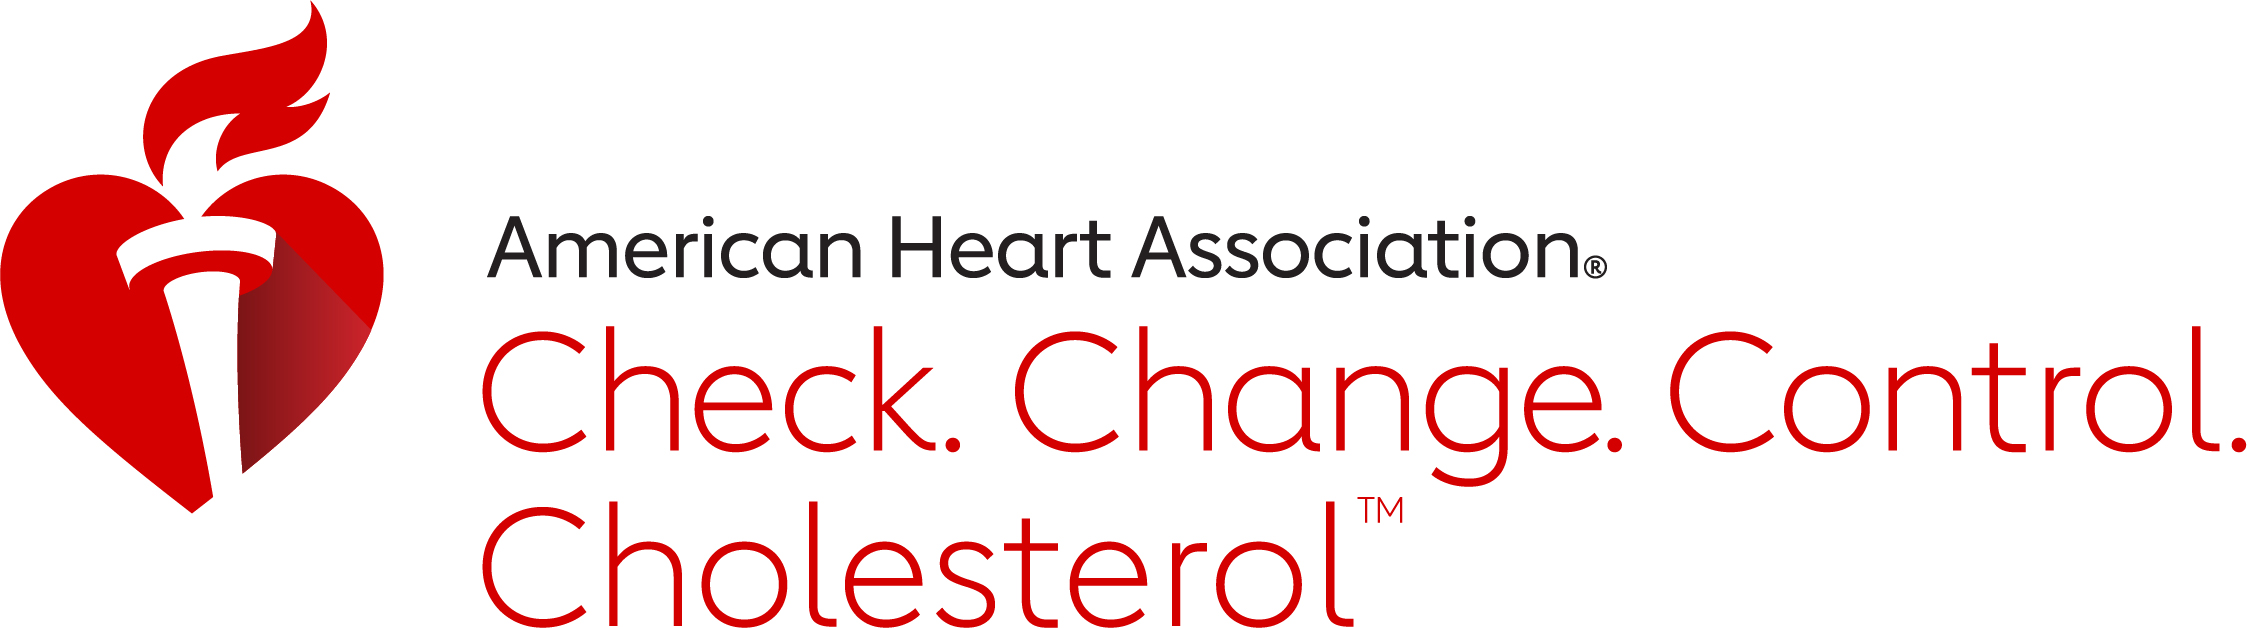 American Heart Association®
Check. Change. Control.
Cholesterol™